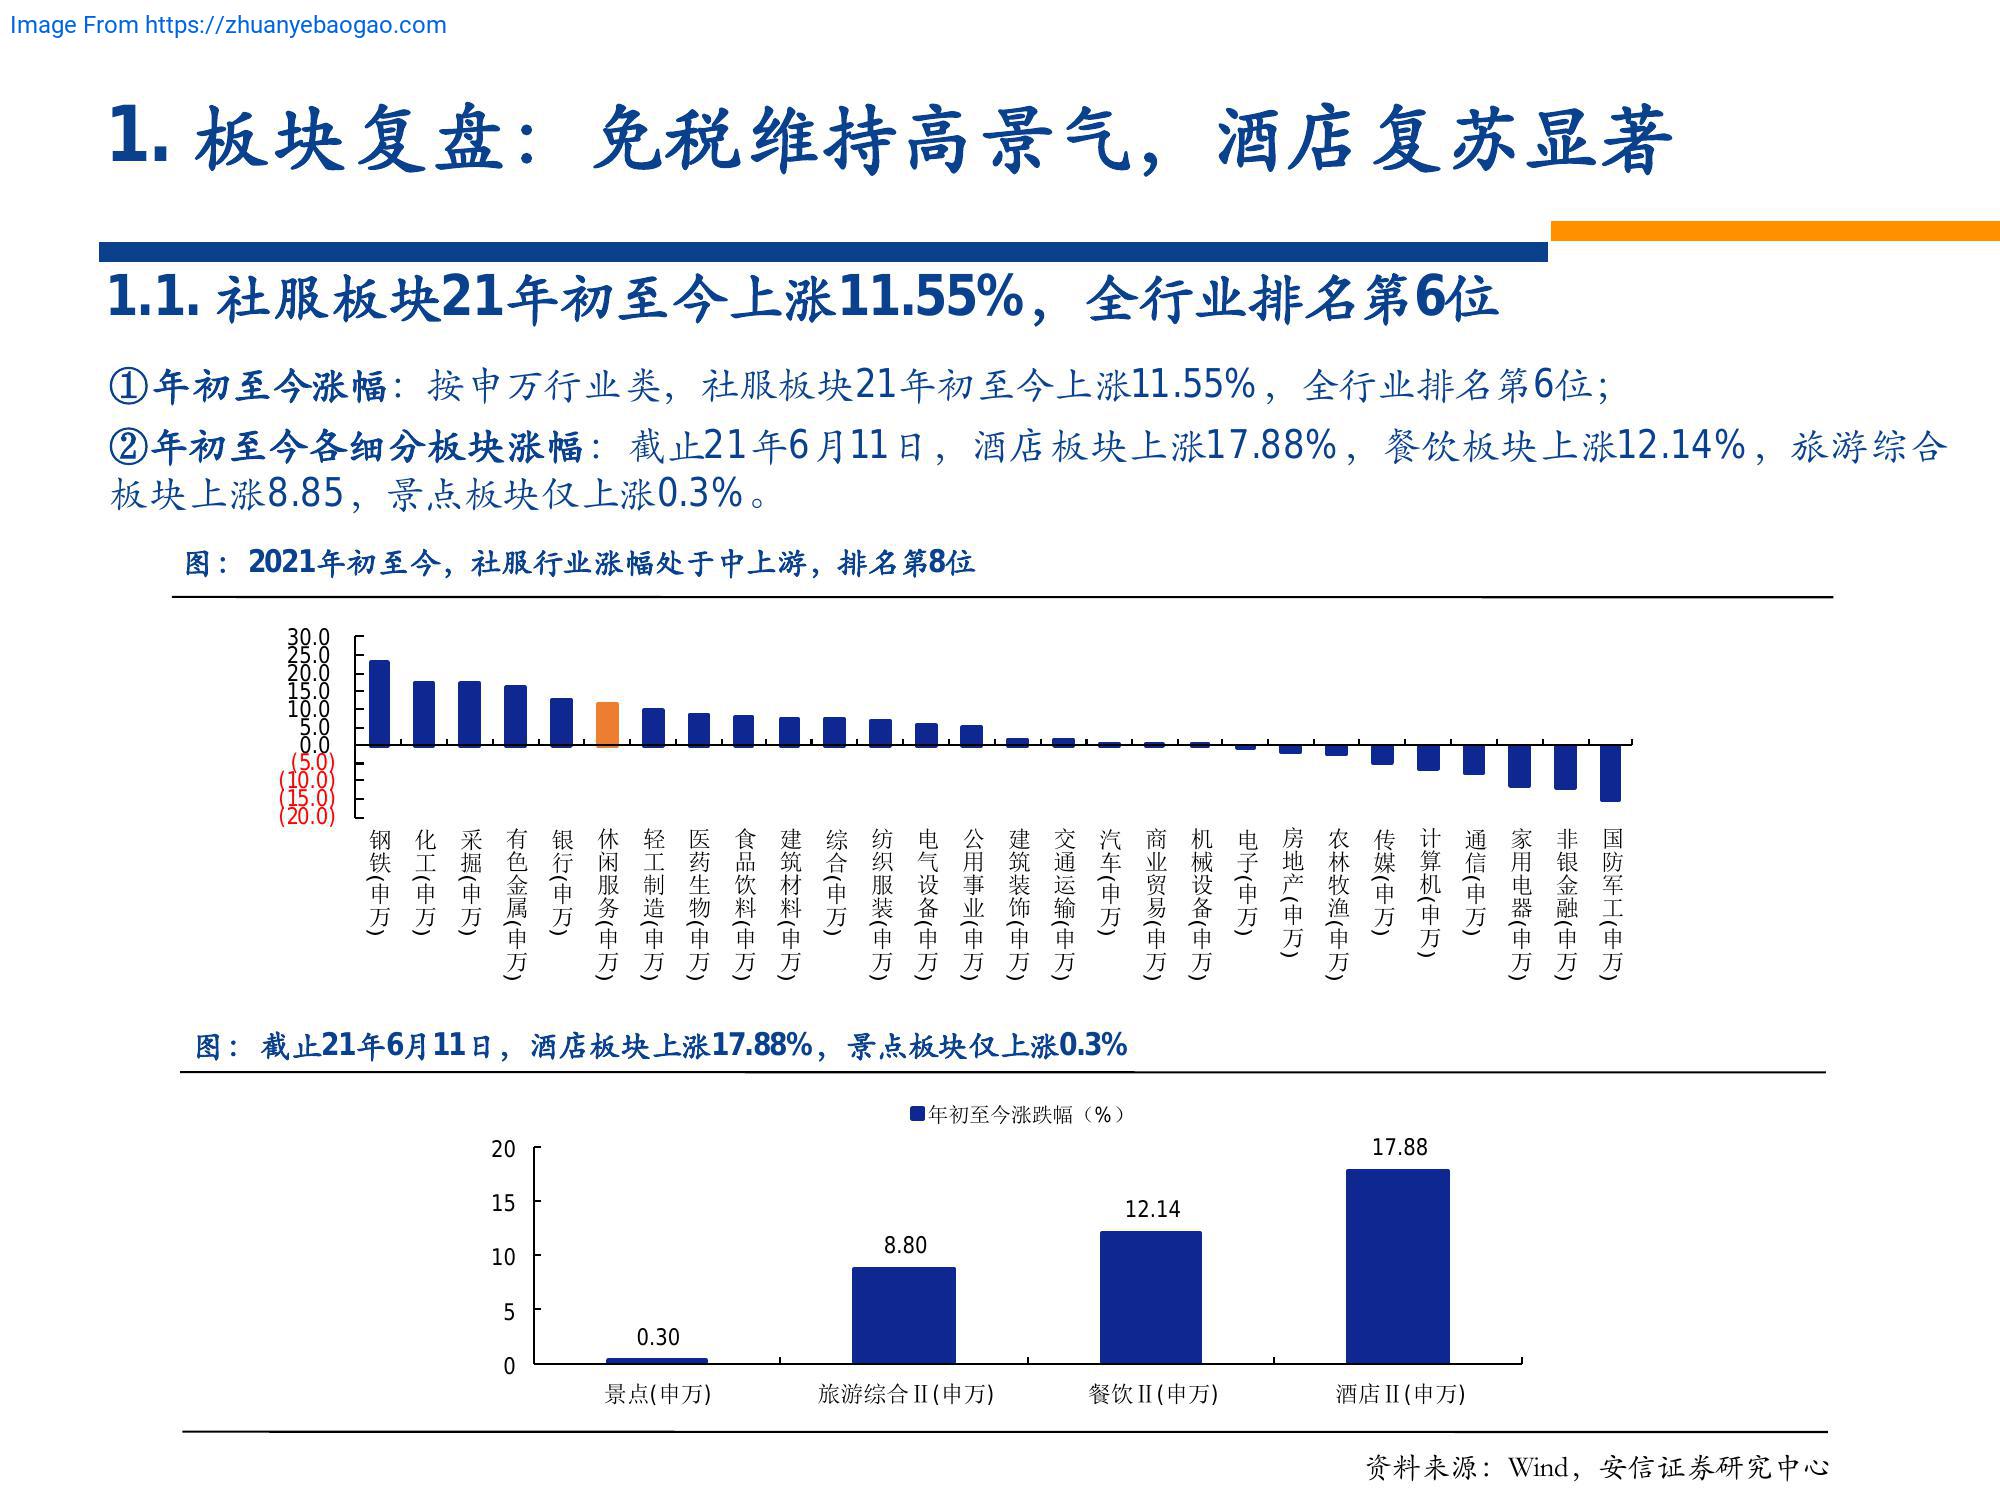 Image From https://zhuanyebaogao.com
1. 板块复盘：免税维持高景气，酒店复苏显著
1.1. 社服板块21年初至今上涨11.55%，全行业排名第6位
①年初至今涨幅：按申万行业类，社服板块21年初至今上涨11.55%，全行业排名第6位；
②年初至今各细分板块涨幅：截止21年6月11日，酒店板块上涨17.88%，餐饮板块上涨12.14%，旅游综合
板块上涨8.85，景点板块仅上涨0.3%。
图：2021年初至今，社服行业涨幅处于中上游，排名第8位
30.0
25.0
20.0
15.0
10.0
5.0
0.0
(5.0)
(10.0)
(15.0)
(20.0)
钢铁(申万)
化工(申万)
采掘(申万)
有色金属(申万)
银行(申万)
休闲服务(申万)
轻工制造(申万)
医药生物(申万)
食品饮料(申万)
建筑材料(申万)
综合(申万)
纺织服装(申万)
电气设备(申万)
公用事业(申万)
建筑装饰(申万)
交通运输(申万)
汽车(申万)
商业贸易(申万)
机械设备(申万)
电子(申万)
房地产(申万)
农林牧渔(申万)
传媒(申万)
计算机(申万)
通信(申万)
家用电器(申万)
非银金融(申万)
国防军工(申万)
图：截止21年6月11日，酒店板块上涨17.88%，景点板块仅上涨0.3%
年初至今涨跌幅（%）
20
15
10
5
0
0.30
8.80
12.14
17.88
景点(申万)
旅游综合Ⅱ(申万)
餐饮Ⅱ(申万)
酒店Ⅱ(申万)
资料来源：Wind，安信证券研究中心